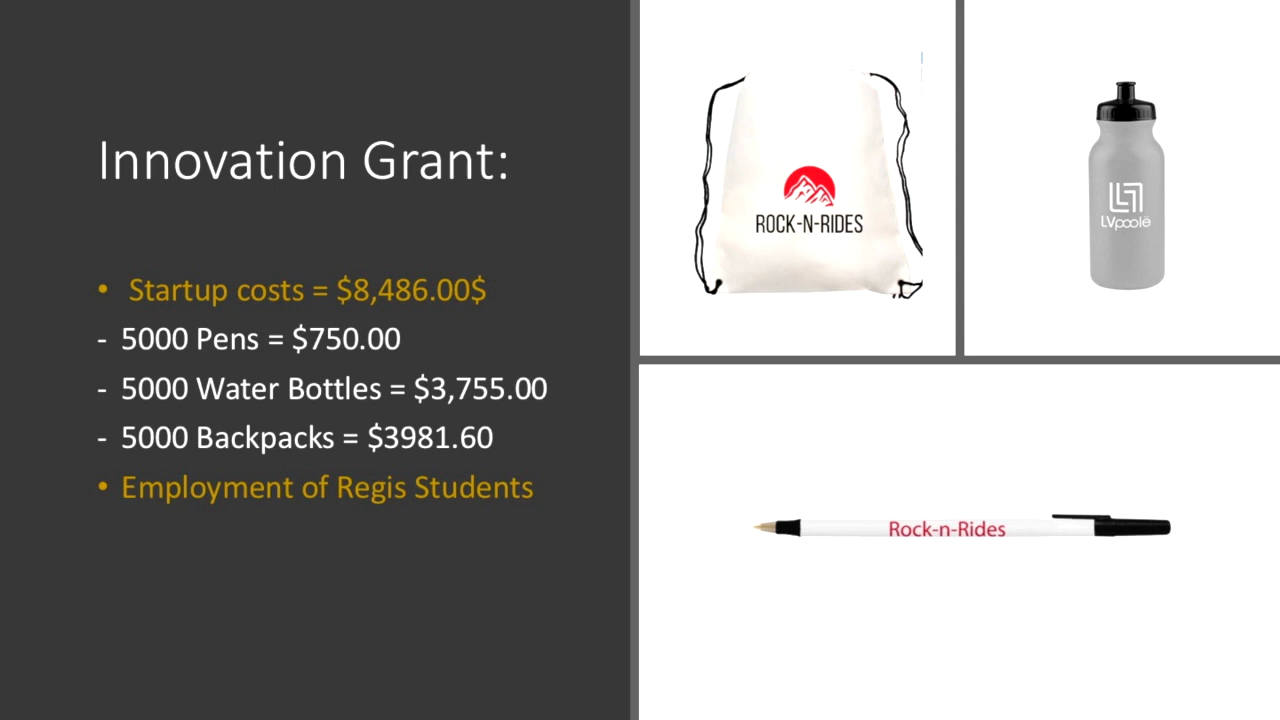 Innovation Grant:
• Startup costs = $8,486.00$
- 5000 Pens = $750.00
- 5000 Water Bottles = $3,755.00
- 5000 Backpacks = $3981.60
• Employment of Regis Students
ROCK-N-RIDES
LVpoolē
Rock-n-Rides